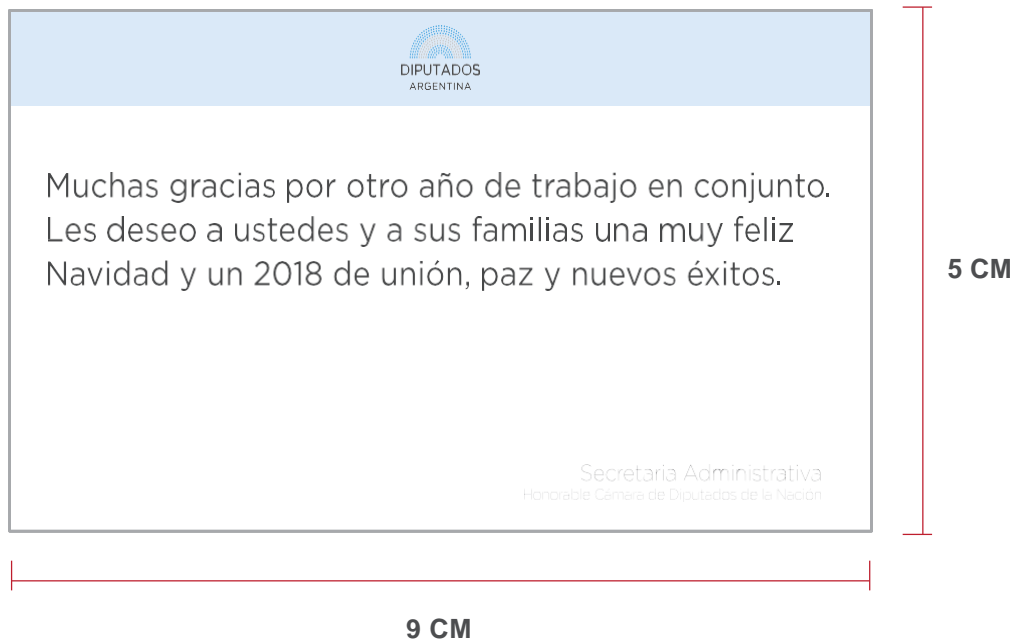 DIPUTADOS
ARGENTINA
Muchas gracias por otro año de trabajo en conjunto.
Les deseo a ustedes y a sus familias una muy feliz
Navidad y un 2018 de unión, paz y nuevos éxitos.
5 CM
Secretaria Administrativa
Honorable Cámara de Diputados de la Nación
9 CM